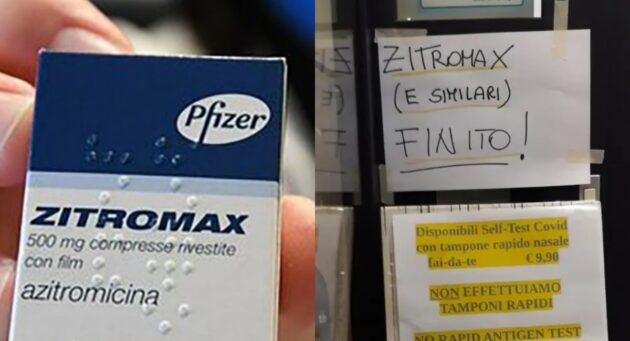 Pfizer
ZITROMAX
500 mg compresse rivestite
con film
azitromicina
ZITROMAX
(E SIMILARI)
FINITO!
Disponibili Self-Test Covid
con tampone rapido nasale
fai-da-te € 9,90
NON EFFETTUIAMO
TAMPONI RAPIDI
NO RAPID ANTIGEN TEST